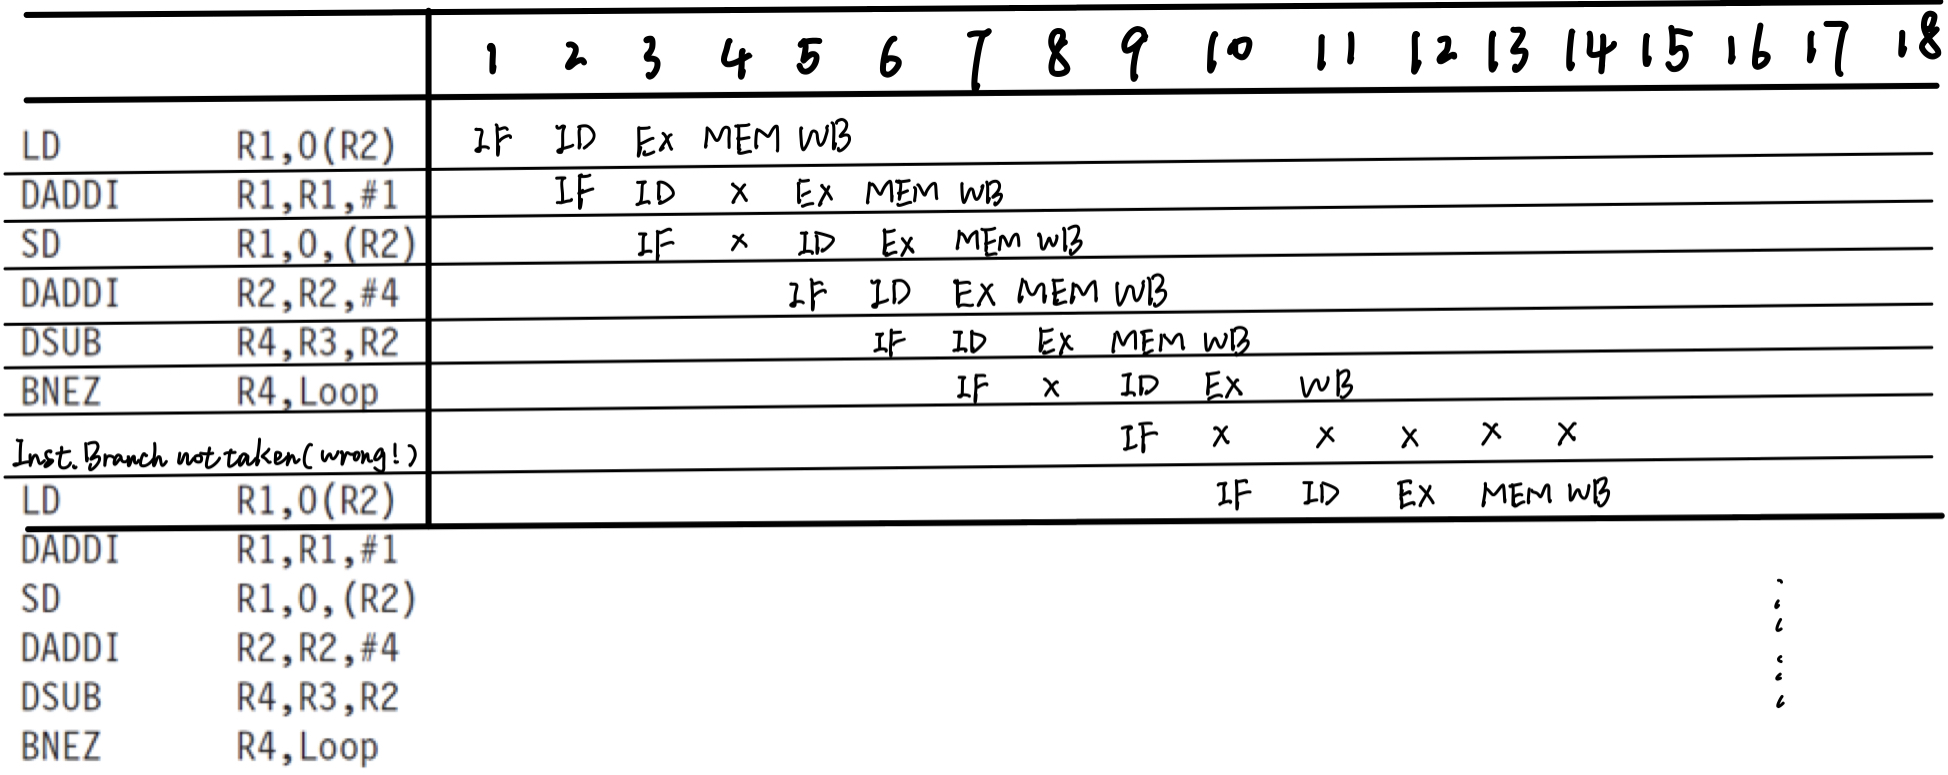 1 2 3 4 5 6 7 8 9 10 11 12 13 14 15 16 17 18
LD R1,0(R2) IF ID EX MEM WB
DADDI R1,R1,#1 IF ID x EX MEM WB
SD R1,0,(R2) IF x ID EX MEM WB
DADDI R2,R2,#4 IF ID EX MEM WB
DSUB R4,R3,R2 IF ID EX MEM WB
BNEZ R4,Loop IF x ID EX WB
Inst. Branch not taken (wrong!) IF x x x x x
LD R1,0(R2) IF ID EX MEM WB
DADDI R1,R1,#1
SD R1,0,(R2)
DADDI R2,R2,#4
DSUB R4,R3,R2
BNEZ R4,Loop